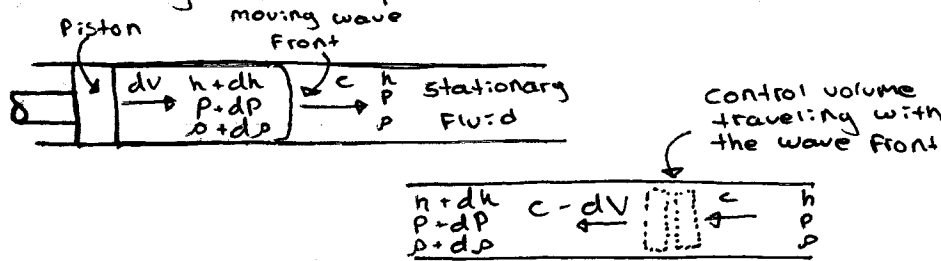 Piston
moving wave
Front
dV
h + dh
P + dP
ρ + dρ
c
h
P
ρ
stationary
Fluid
control volume
traveling with
the wave front
h + dh
P - dP
ρ + dρ
c - dV
c
h
P
ρ